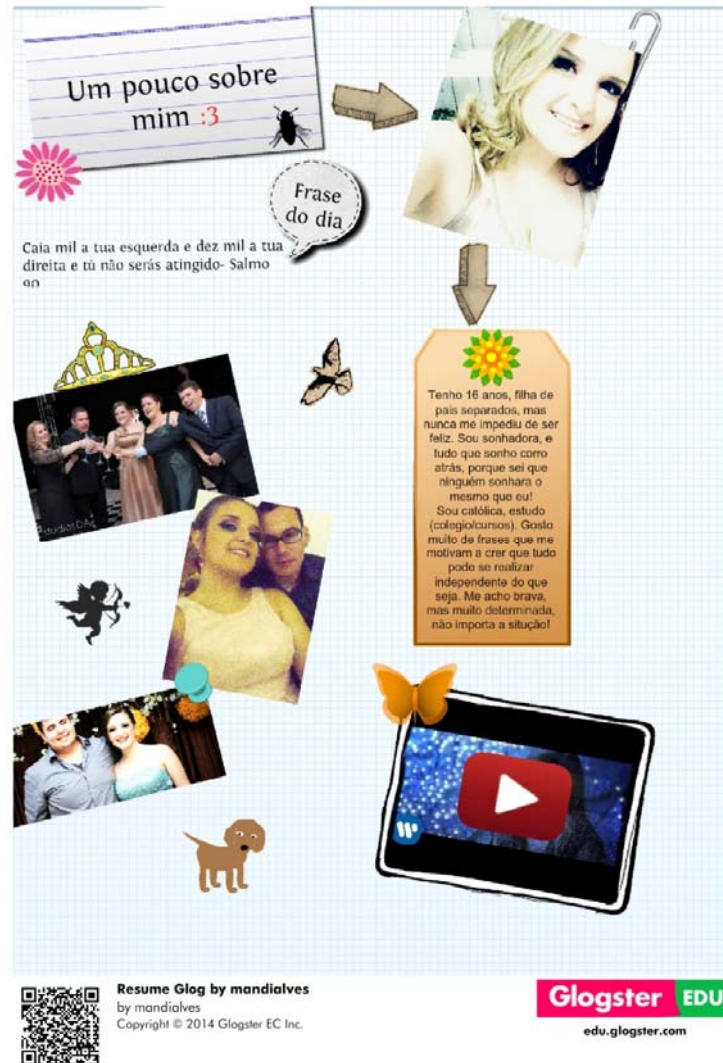 Um pouco sobre
mim :3
Frase
do dia
Caia mil a tua esquerda e dez mil a tua
direita e tú não serás atingido- Salmo
90
Tenho 16 anos, filha de
pais separados, mas
nunca me impediu de ser
feliz. Sou sonhadora, e
tudo que sonho corro
atrás, porque sei que
ninguém sonhara o
mesmo que eu!
Sou católica, estudo
(colegio/cursos). Gosto
muito de frases que me
motivam a crer que tudo
pode se realizar
independente do que
seja. Me acho brava,
mas muito determinada,
não importa a situção!
Resume Glog by mandialves
by mandialves
Copyright © 2014 Glogster EC Inc.
Glogster EDU
edu.glogster.com